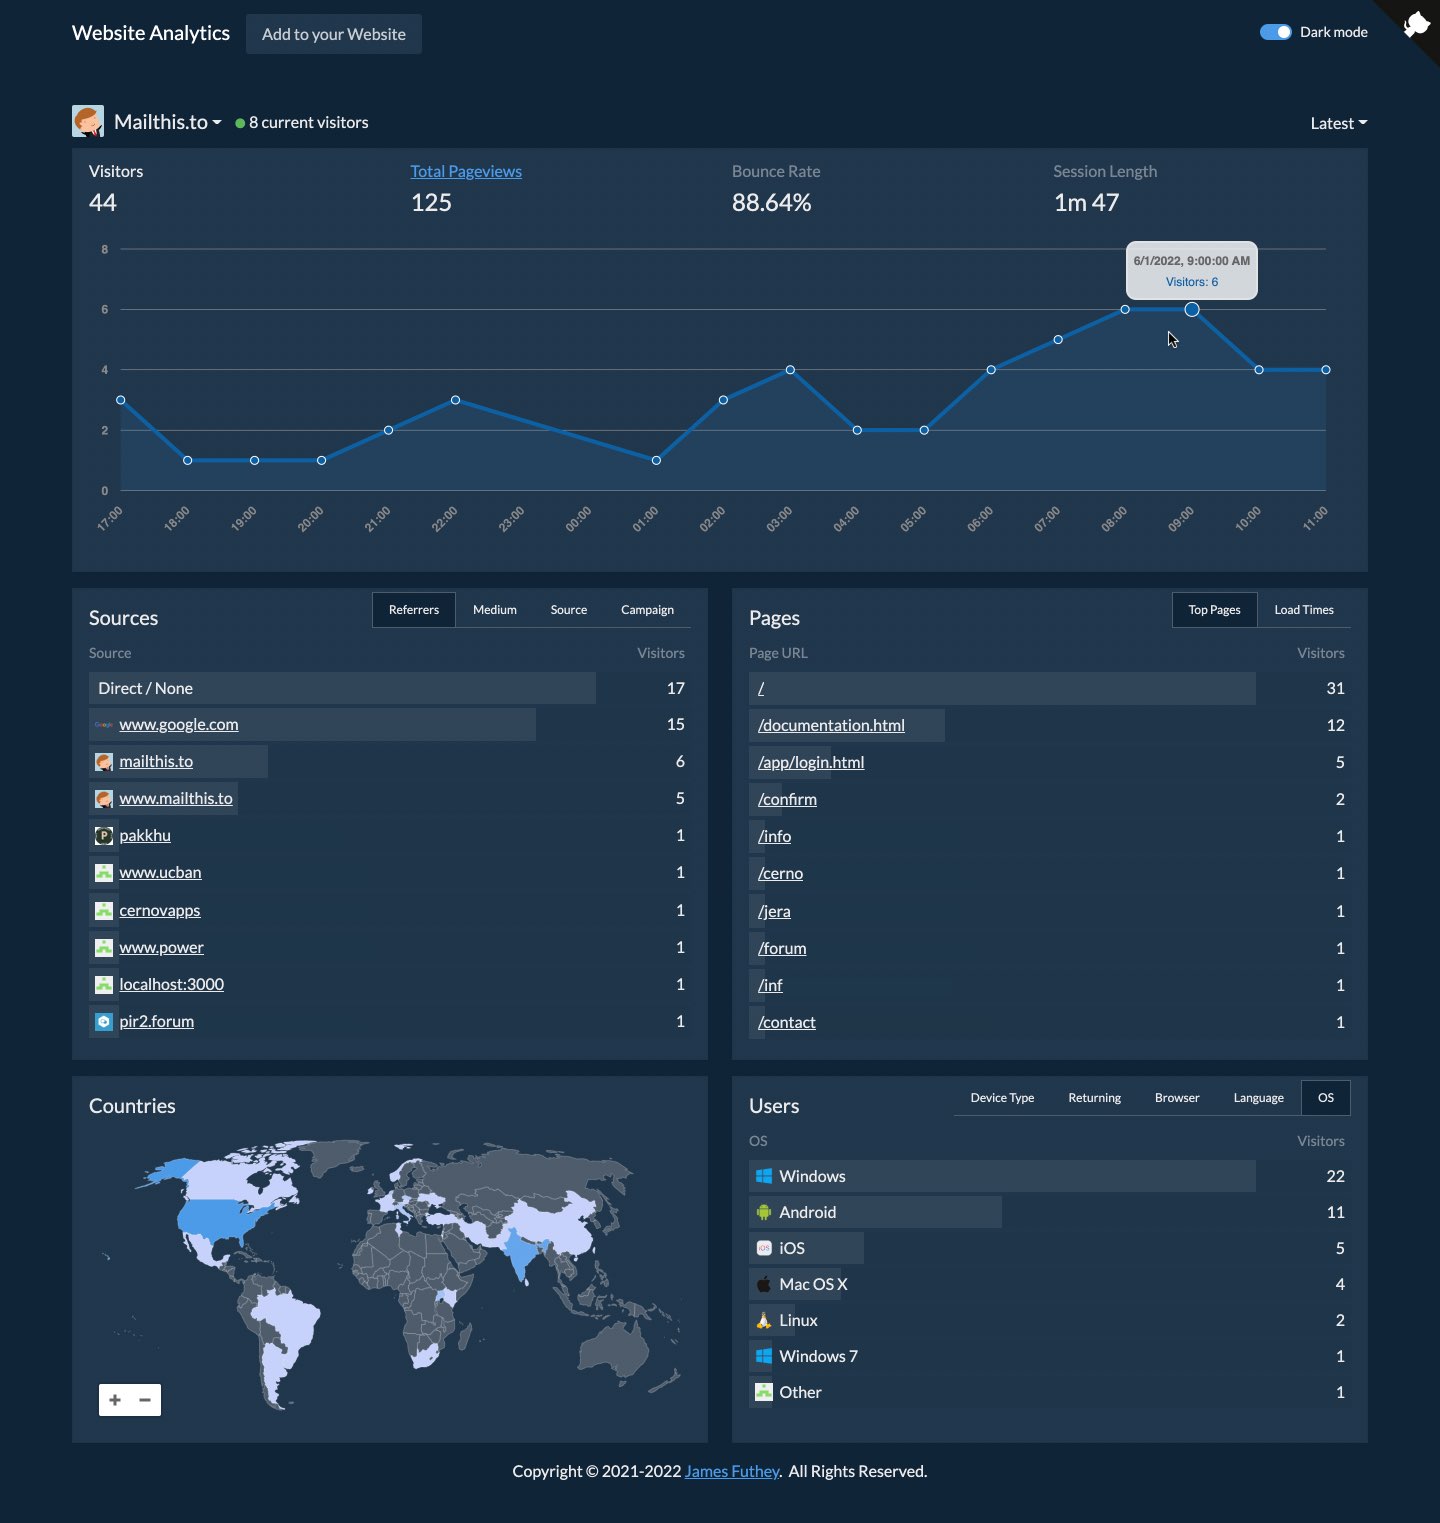 Website Analytics
Add to your Website
Dark mode
Mailthis.to
8 current visitors
Latest
Visitors
44
Total Pageviews
125
Bounce Rate
88.64%
Session Length
1m 47
8
6
4
2
0
6/1/2022, 9:00:00 AM
Visitors: 6
17:00 18:00 19:00 20:00 21:00 22:00 23:00 00:00 01:00 02:00 03:00 04:00 05:00 06:00 07:00 08:00 09:00 10:00 11:00
Sources
Referrers Medium Source Campaign
Source Visitors
Direct / None 17
Google www.google.com 15
mailthis.to 6
www.mailthis.to 5
P pakkhu 1
www.ucban 1
cernovapps 1
www.power 1
localhost:3000 1
pir2.forum 1
Pages
Top Pages Load Times
Page URL Visitors
/ 31
/documentation.html 12
/app/login.html 5
/confirm 2
/info 1
/cerno 1
/jera 1
/forum 1
/inf 1
/contact 1
Countries
+ −
Users
Device Type Returning Browser Language OS
OS Visitors
Windows 22
Android 11
iOS iOS 5
Mac OS X 4
Linux 2
Windows 7 1
Other 1
Copyright © 2021-2022 James Futhey. All Rights Reserved.